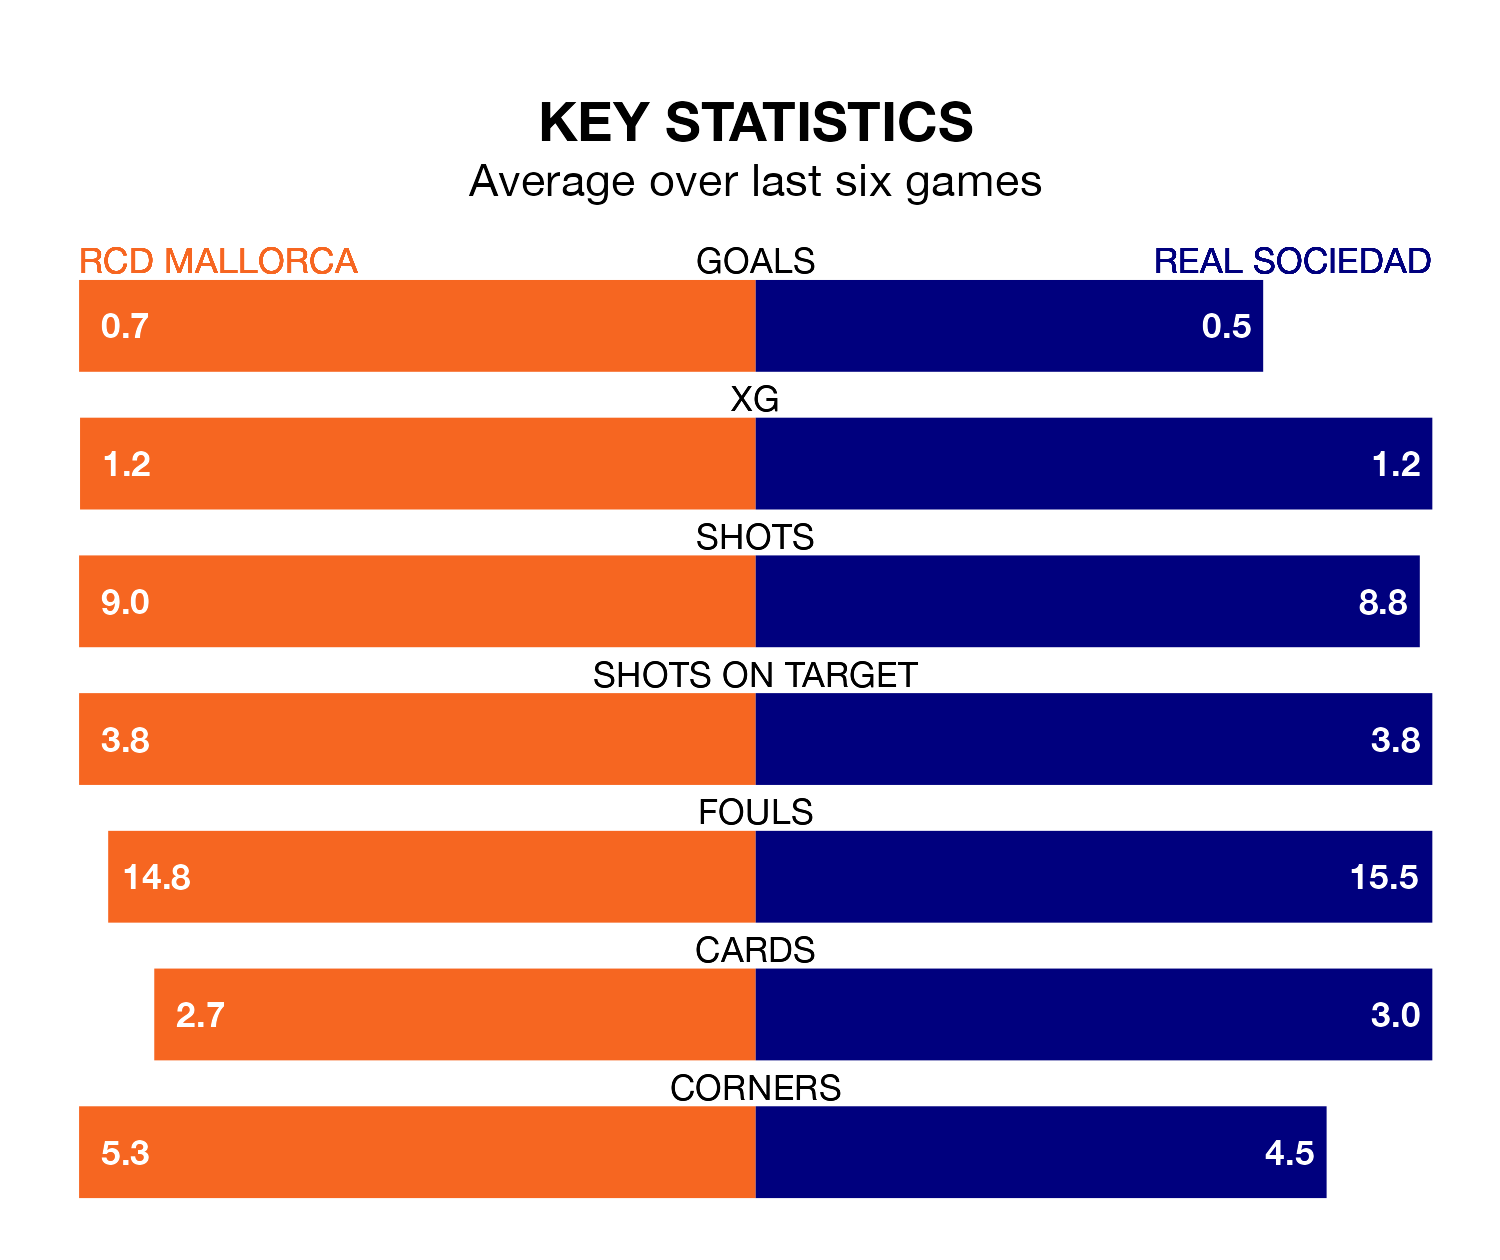 KEY STATISTICS
Average over last six games
RCD MALLORCA GOALS REAL SOCIEDAD
0.7 0.5
XG
1.2 1.2
SHOTS
9.0 8.8
SHOTS ON TARGET
3.8 3.8
FOULS
14.8 15.5
CARDS
2.7 3.0
CORNERS
5.3 4.5